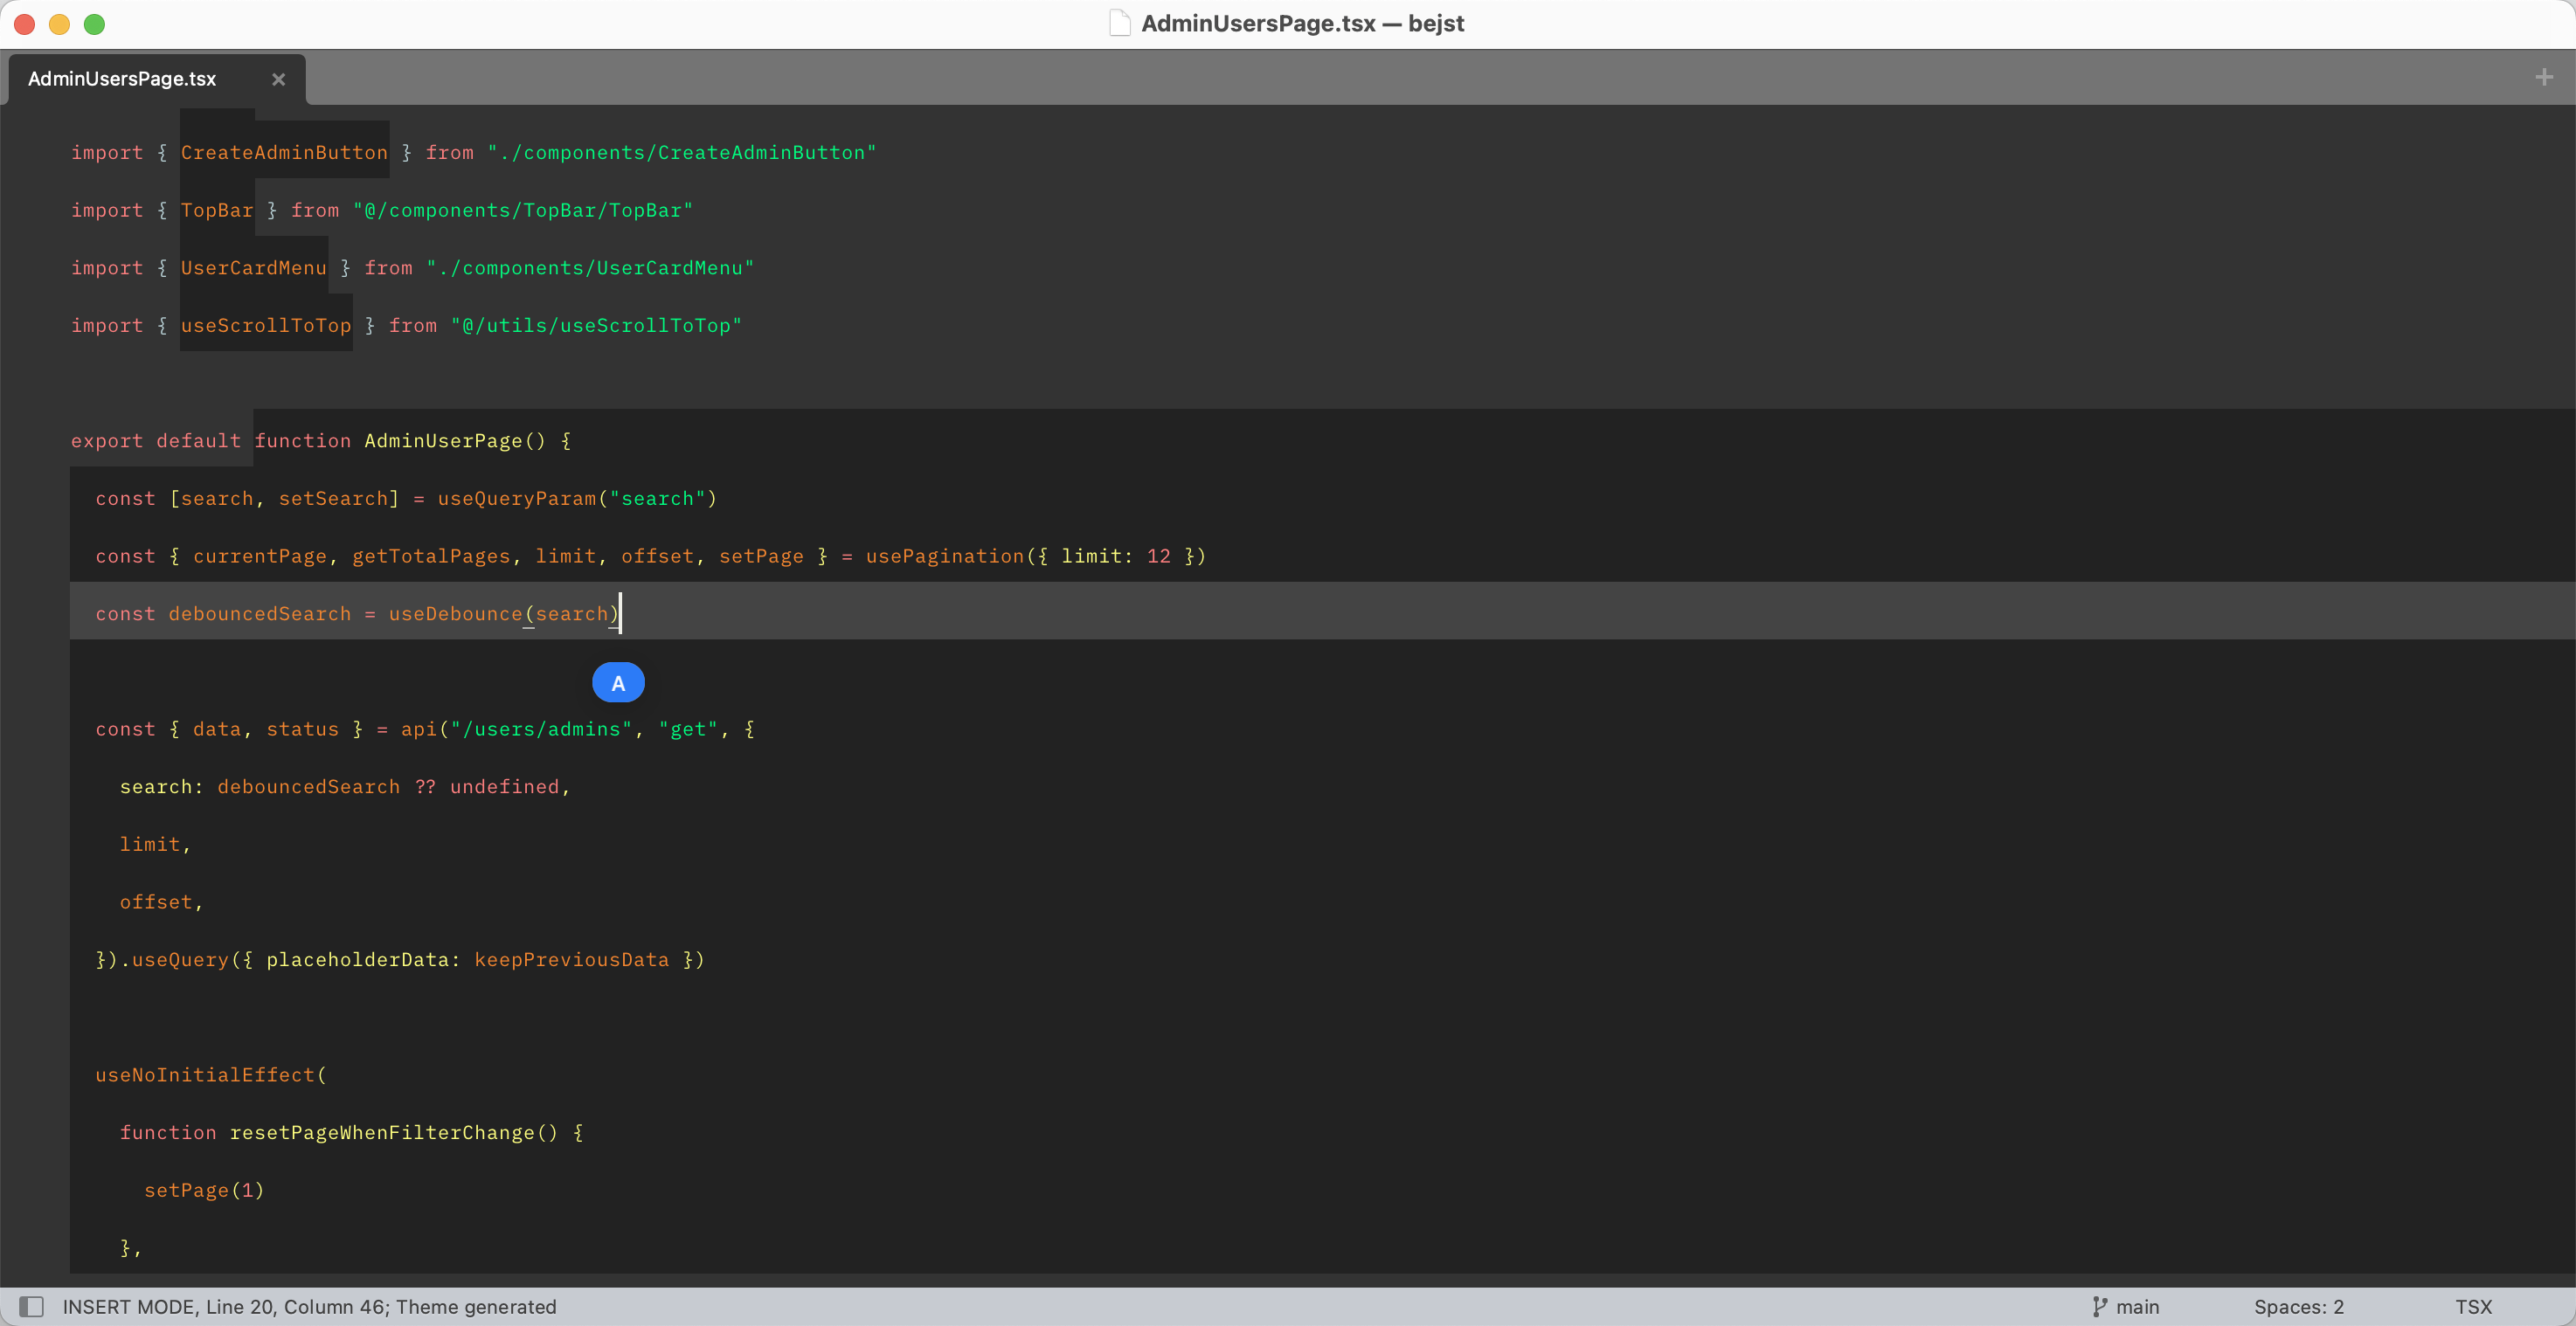 AdminUsersPage.tsx — bejst
AdminUsersPage.tsx
import { CreateAdminButton } from "./components/CreateAdminButton"
import { TopBar } from "@/components/TopBar/TopBar"
import { UserCardMenu } from "./components/UserCardMenu"
import { useScrollToTop } from "@/utils/useScrollToTop"
export default function AdminUserPage() {
const [search, setSearch] = useQueryParam("search")
const { currentPage, getTotalPages, limit, offset, setPage } = usePagination({ limit: 12 })
const debouncedSearch = useDebounce(search)
A
const { data, status } = api("/users/admins", "get", {
search: debouncedSearch ?? undefined,
limit,
offset,
}).useQuery({ placeholderData: keepPreviousData })
useNoInitialEffect(
function resetPageWhenFilterChange() {
setPage(1)
},
INSERT MODE, Line 20, Column 46; Theme generated
main
Spaces: 2
TSX